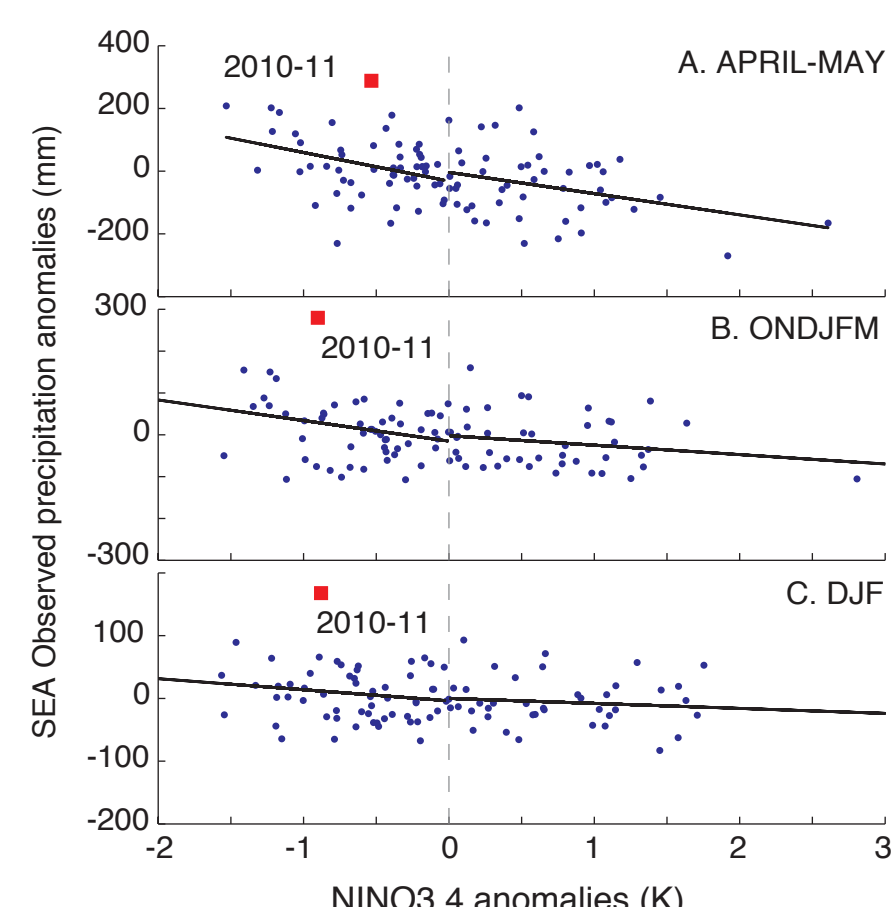 SEA Observed precipitation anomalies (mm)
400
200
0
-200
2010-11
A. APRIL-MAY
300
0
-300
2010-11
B. ONDJFM
100
0
-100
-200
2010-11
C. DJF
-2 -1 0 1 2 3
NINO3 4 anomalies (K)